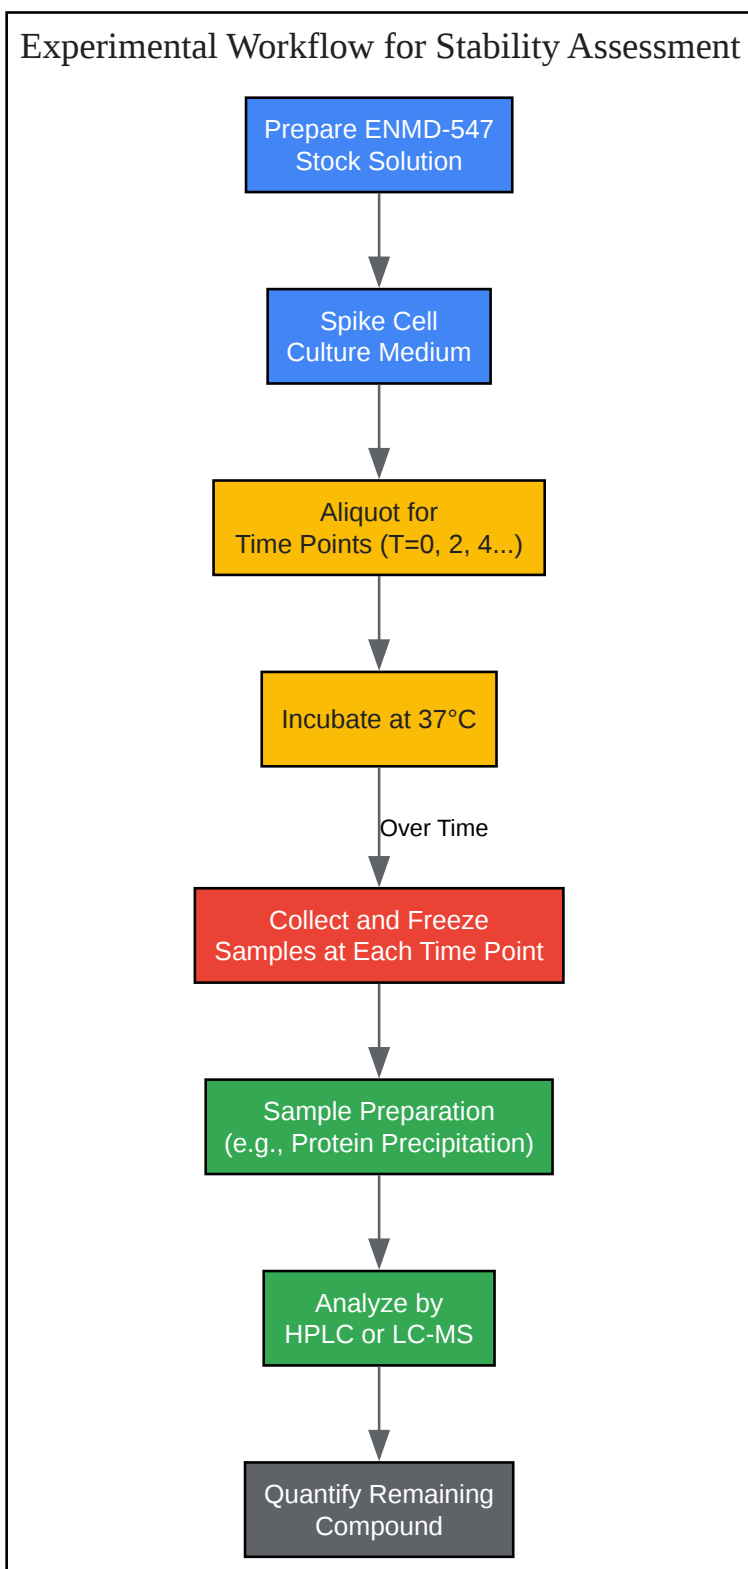 Experimental Workflow for Stability Assessment
Prepare ENMD-547
Stock Solution
Spike Cell
Culture Medium
Aliquot for
Time Points (T=0, 2, 4...)
Incubate at 37°C
Over Time
Collect and Freeze
Samples at Each Time Point
Sample Preparation
(e.g., Protein Precipitation)
Analyze by
HPLC or LC-MS
Quantify Remaining
Compound